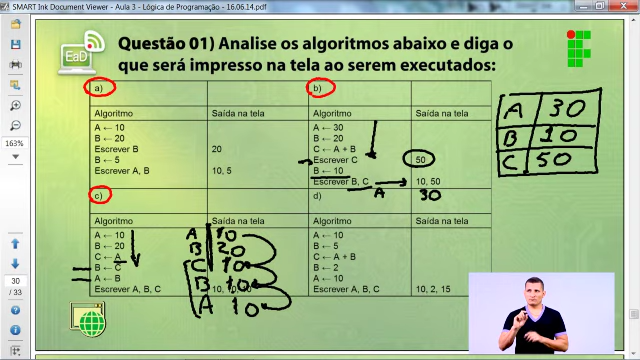 SMART Ink Document Viewer - Aula 3 - Lógica de Programação - 16.06.14.pdf
EaD
Questão 01) Analise os algoritmos abaixo e diga o
que será impresso na tela ao serem executados:
a)
Algoritmo Saída na tela
A ← 10
B ← 20
Escrever B 20
B ← 5
Escrever A, B 10, 5
b)
Algoritmo Saída na tela
A ← 30
B ← 20
C ← A + B
Escrever C 50
B ← 10
Escrever B, C 10, 50
A 30
A 30
B 10
C 50
c)
Algoritmo Saída na tela
A ← 10
B ← 20
C ← A
B ← C
A ← B
Escrever A, B, C 10,
A 10
B 20
C 10
B 10
A 10
d)
Algoritmo Saída na tela
A ← 10
B ← 5
C ← A + B
B ← 2
A ← 10
Escrever A, B, C 10, 2, 15
163%
30
/ 33